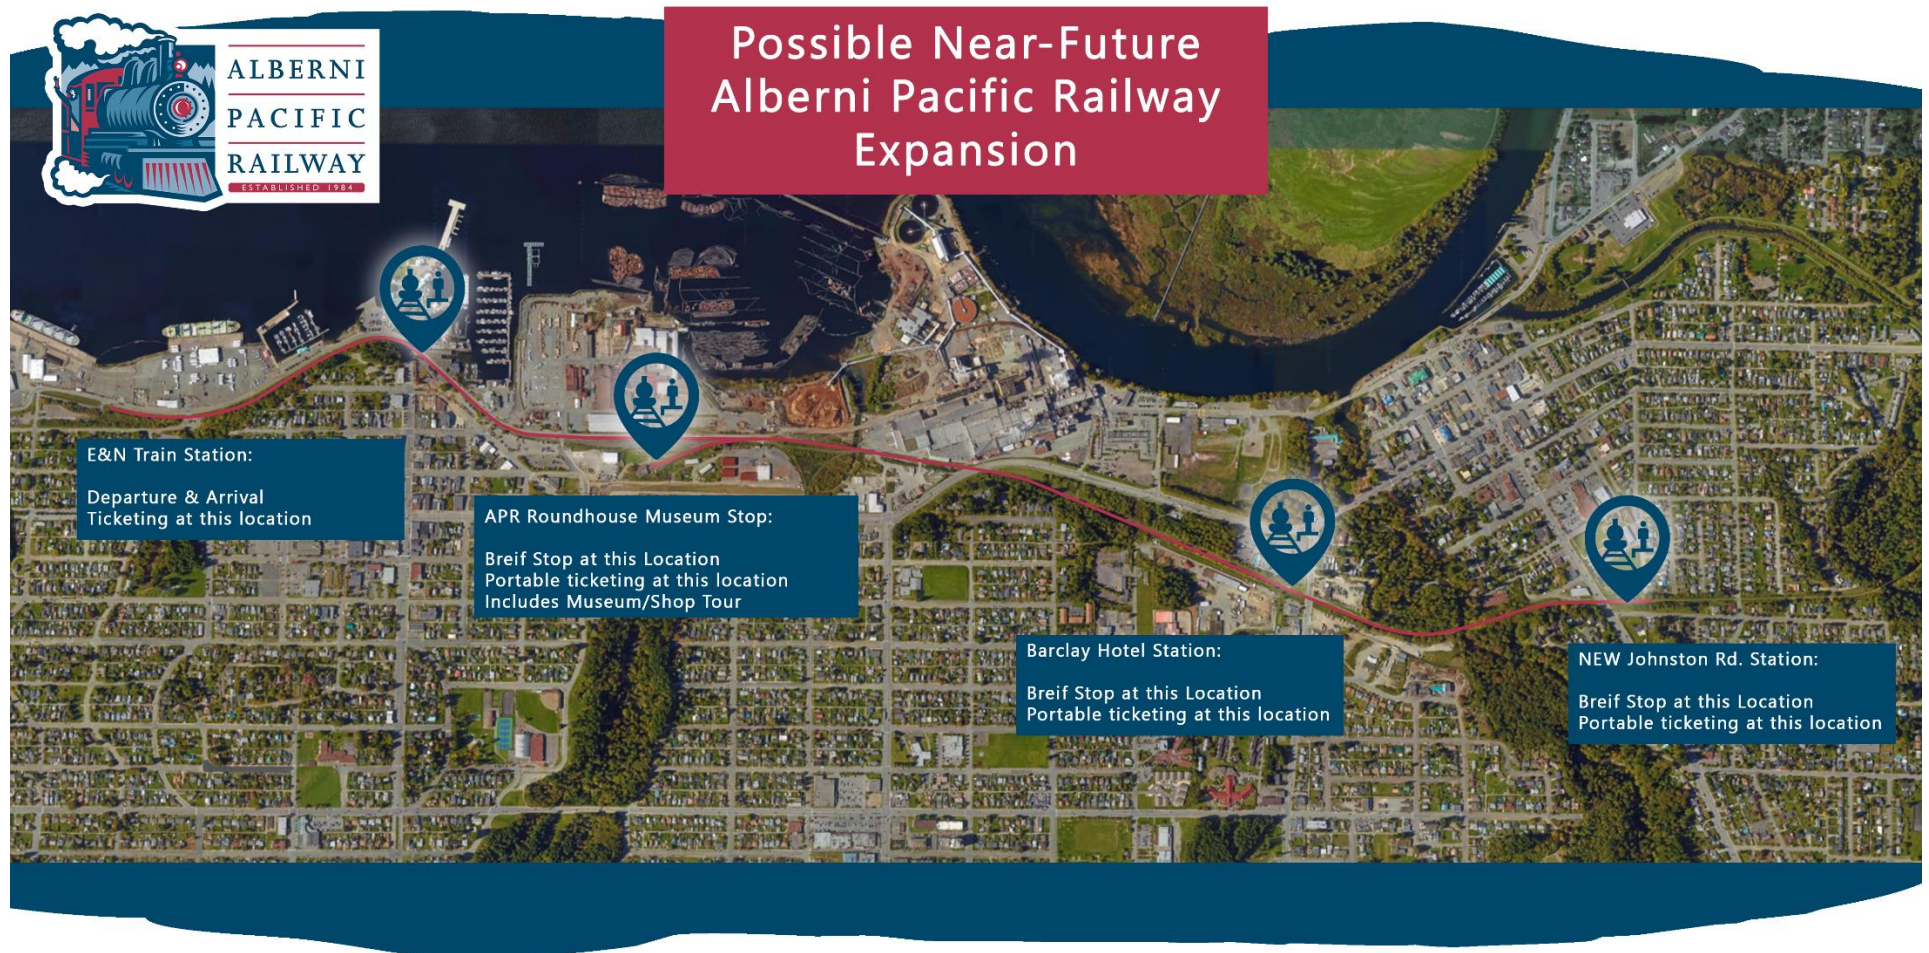 ALBERNI
PACIFIC
RAILWAY
ESTABLISHED 1984
Possible Near-Future
Alberni Pacific Railway
Expansion
E&N Train Station:
Departure & Arrival
Ticketing at this location
APR Roundhouse Museum Stop:
Breif Stop at this Location
Portable ticketing at this location
Includes Museum/Shop Tour
Barclay Hotel Station:
Breif Stop at this Location
Portable ticketing at this location
NEW Johnston Rd. Station:
Breif Stop at this Location
Portable ticketing at this location